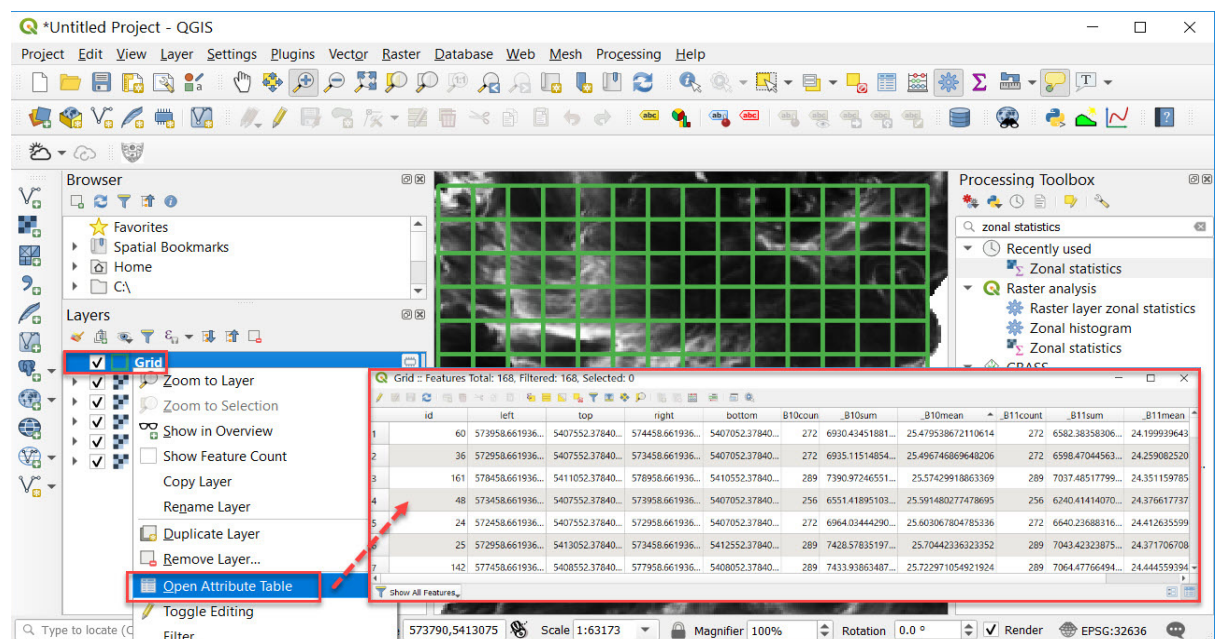 *Untitled Project - QGIS
Project Edit View Layer Settings Plugins Vector Raster Database Web Mesh Processing Help
Browser
Favorites
Spatial Bookmarks
Home
C:\
Layers
Grid
Zoom to Layer
Zoom to Selection
Show in Overview
Show Feature Count
Copy Layer
Rename Layer
Duplicate Layer
Remove Layer...
Open Attribute Table
Toggle Editing
Filter
Processing Toolbox
zonal statistics
Recently used
Zonal statistics
Raster analysis
Raster layer zonal statistics
Zonal histogram
Zonal statistics
GRASS
Grid :: Features Total: 168, Filtered: 168, Selected: 0
id left top right bottom B10coun _B10sum _B10mean _B11count _B11sum _B11mean
1 60 573958.661936... 5407552.37840... 574458.661936... 5407052.37840... 272 6930.43451881... 25.479538672110614 272 6582.38358306... 24.199939643
2 36 572958.661936... 5407552.37840... 573458.661936... 5407052.37840... 272 6935.11514854... 25.496746869648206 272 6598.47044563... 24.259082520
3 161 578458.661936... 5411052.37840... 578958.661936... 5410552.37840... 289 7390.97246551... 25.57429918863369 289 7037.48517799... 24.351159785
4 48 573458.661936... 5407552.37840... 573958.661936... 5407052.37840... 256 6551.41895103... 25.591480277478695 256 6240.41414070... 24.376617737
5 24 572458.661936... 5407552.37840... 572958.661936... 5407052.37840... 272 6964.03444290... 25.603067804785336 272 6640.23688316... 24.412635599
6 25 572958.661936... 5413052.37840... 573458.661936... 5412552.37840... 289 7428.57835197... 25.70442336323352 289 7043.42323875... 24.371706708
7 142 577458.661936... 5408552.37840... 577958.661936... 5408052.37840... 289 7433.93863487... 25.722971054921924 289 7064.47766494... 24.444559394
Show All Features
Type to locate (C 573790,5413075 Scale 1:63173 Magnifier 100% Rotation 0.0 ° Render EPSG:32636